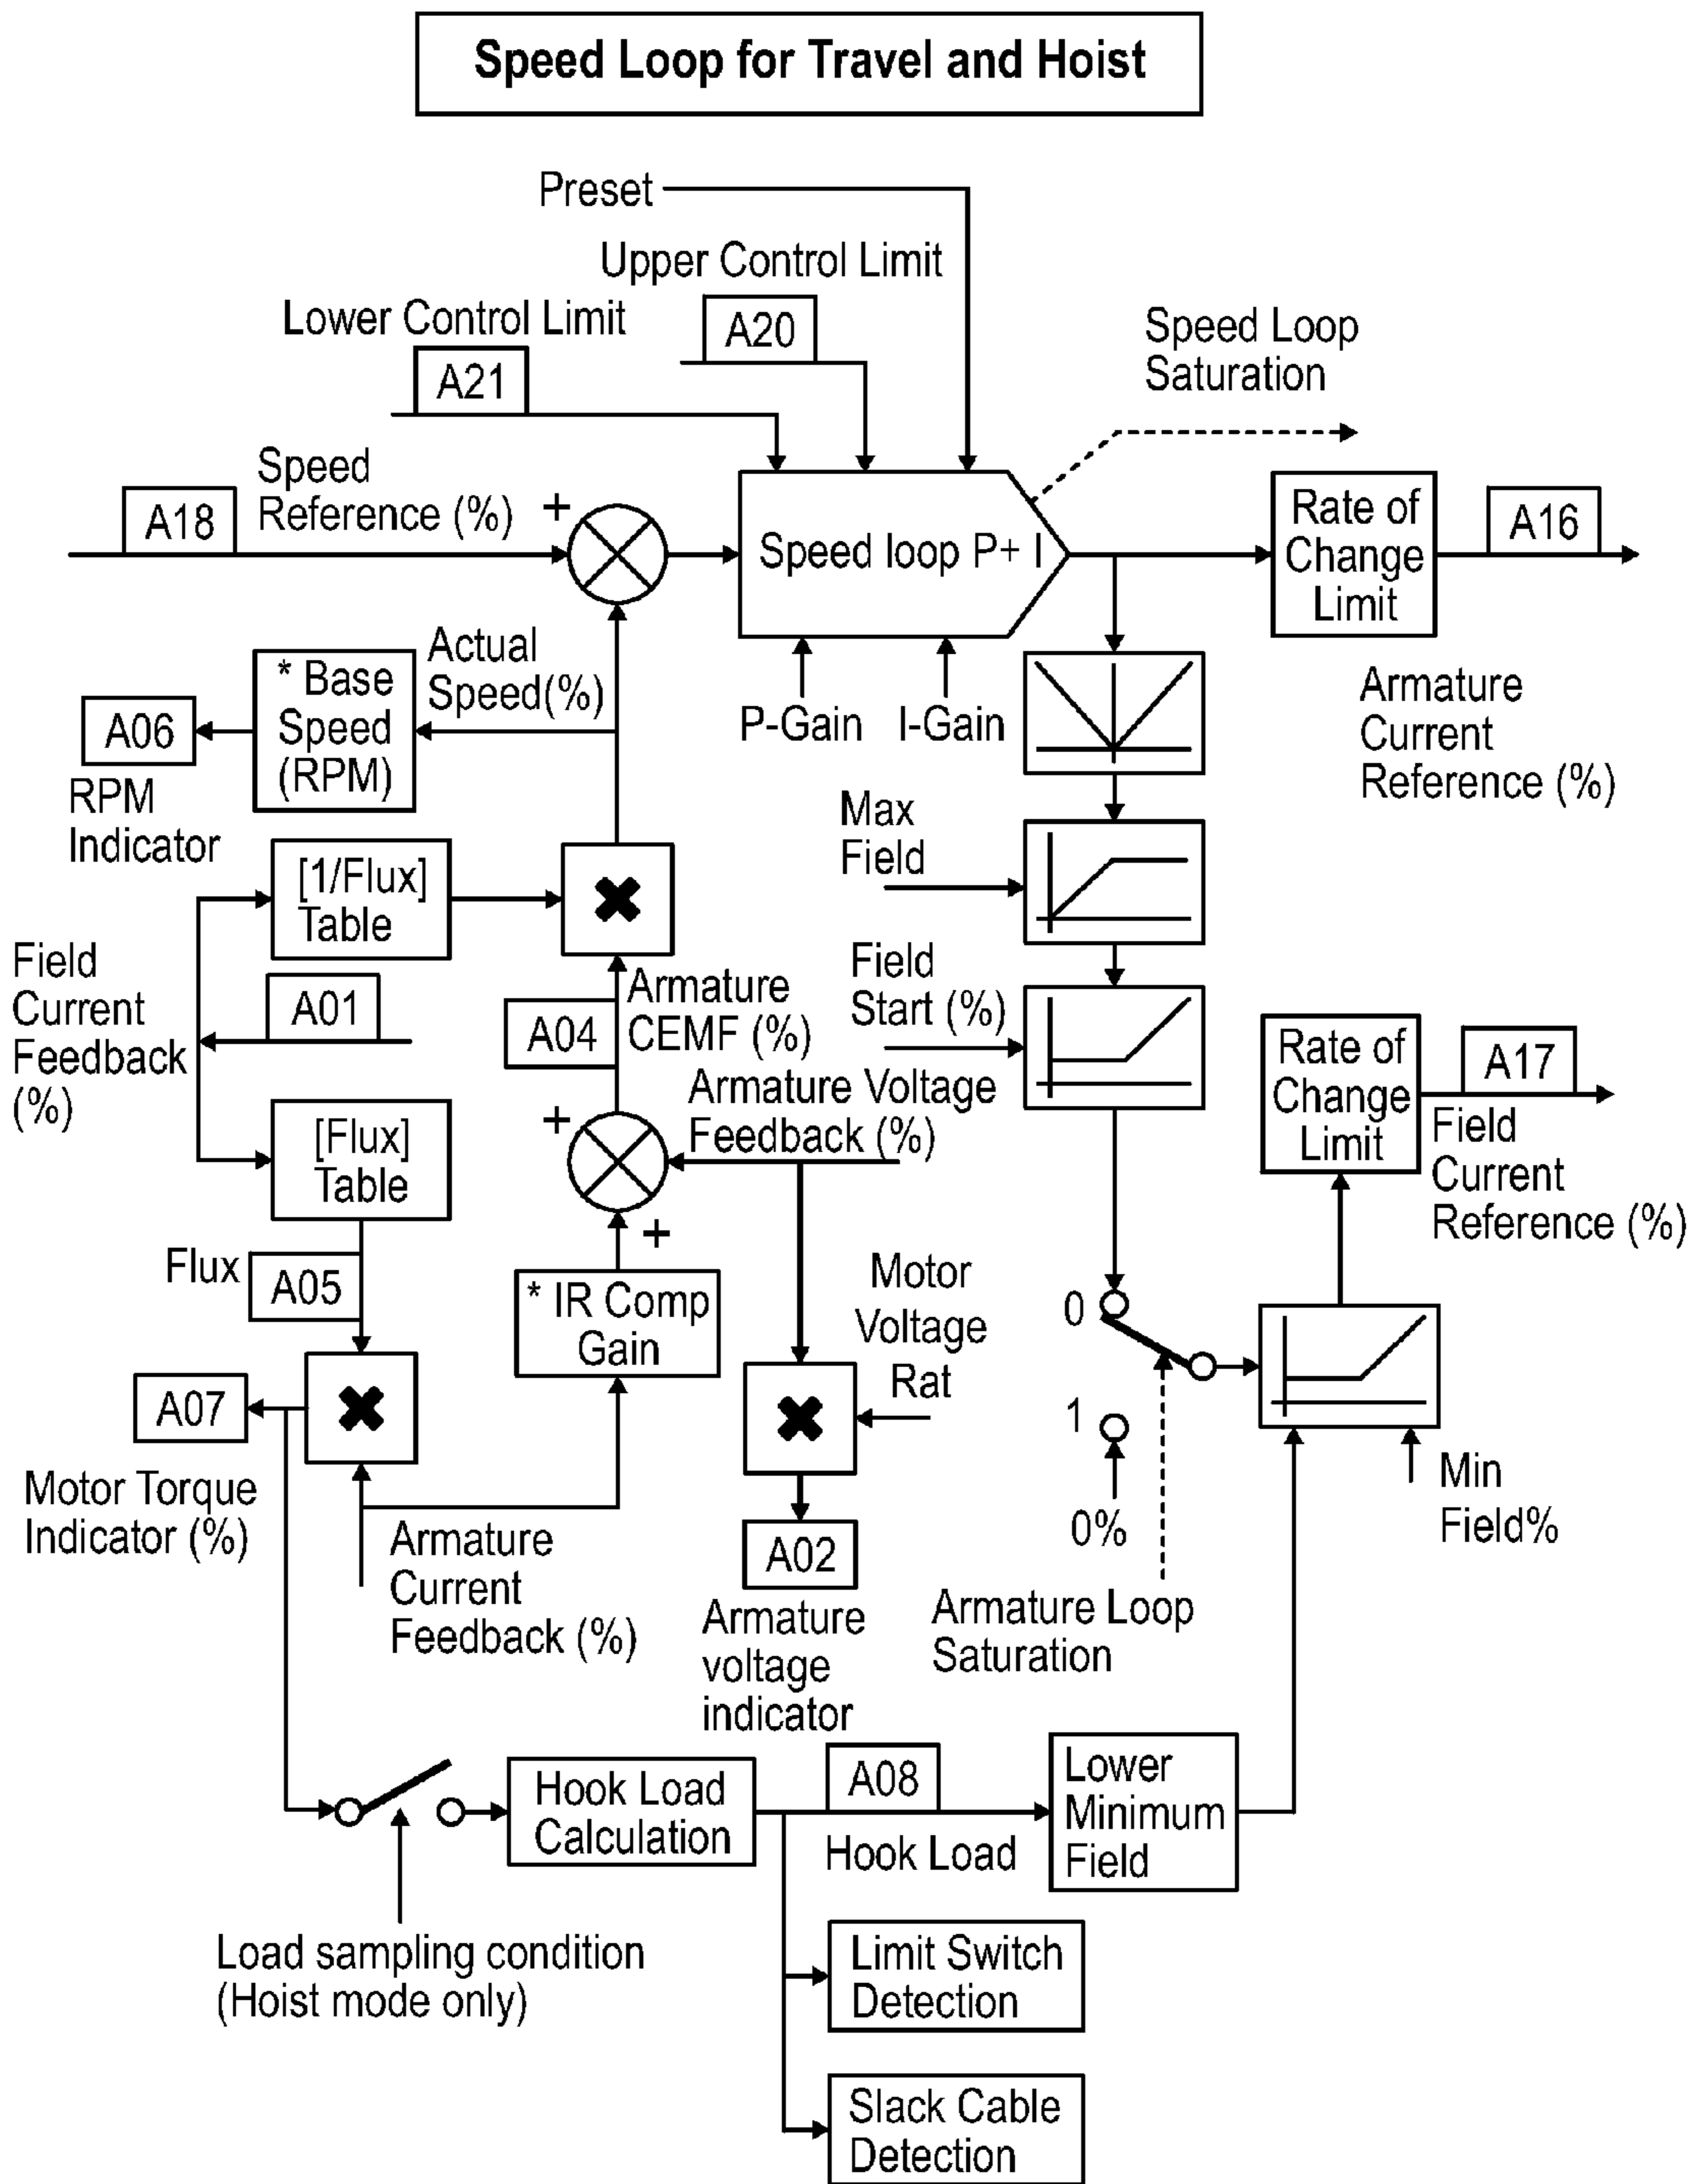 Speed Loop for Travel and Hoist
Preset
Upper Control Limit
A20
Lower Control Limit
A21
Speed Loop
Saturation
Speed
Reference (%)
A18
+
Speed loop P+ I
Rate of
Change
Limit
A16
Armature
Current
Reference (%)
P-Gain
I-Gain
Actual
Speed(%)
* Base
Speed
(RPM)
A06
RPM
Indicator
Max
Field
[1/Flux]
Table
Field
Current
Feedback
(%)
A01
A04
Armature
CEMF (%)
Field
Start (%)
Rate of
Change
Limit
A17
Field
Current
Reference (%)
Armature Voltage
Feedback (%)
+
+
[Flux]
Table
Flux
A05
* IR Comp
Gain
Motor
Voltage
Rat
0
1
0%
A07
Motor Torque
Indicator (%)
Armature
Current
Feedback (%)
A02
Armature
voltage
indicator
Armature Loop
Saturation
Min
Field%
Hook Load
Calculation
A08
Hook Load
Lower
Minimum
Field
Load sampling condition
(Hoist mode only)
Limit Switch
Detection
Slack Cable
Detection